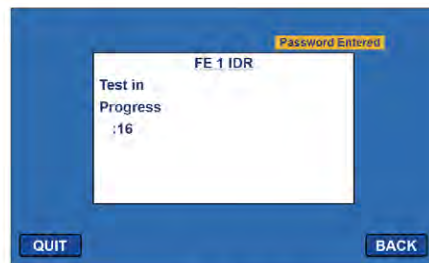 Password Entered
FE 1 IDR
Test in
Progress
:16
QUIT
BACK